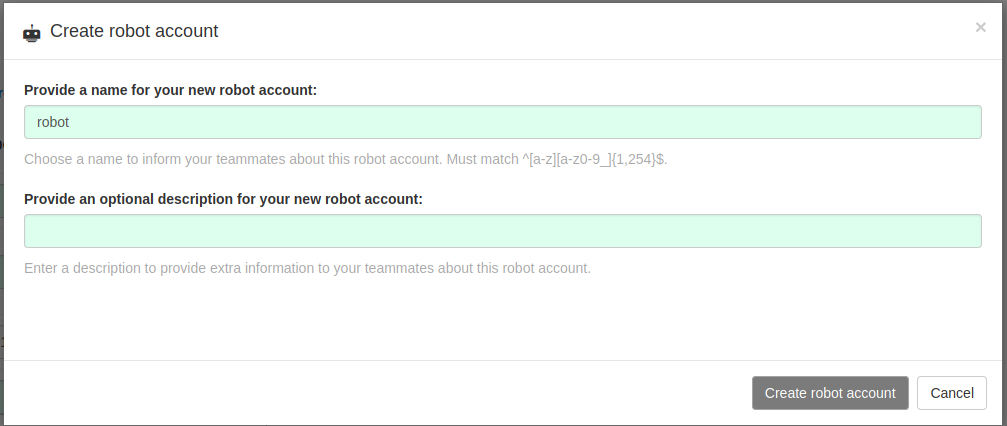 Create robot account
×
Provide a name for your new robot account:
robot
Choose a name to inform your teammates about this robot account. Must match ^[a-z][a-z0-9_]{1,254}$.
Provide an optional description for your new robot account:
Enter a description to provide extra information to your teammates about this robot account.
Create robot account
Cancel